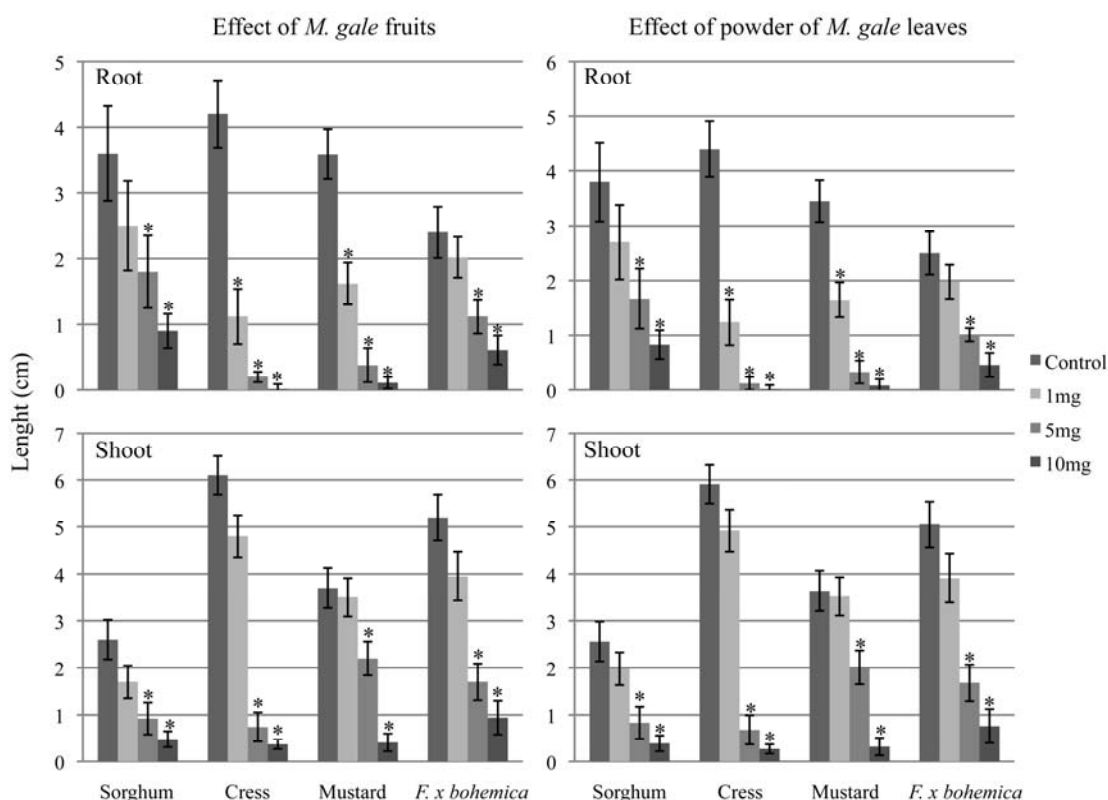 Effect of M. gale fruits
Effect of powder of M. gale leaves
Lenght (cm)
Root
5
4
3
2
1
0
* * * * * * * * * *
Root
6
5
4
3
2
1
0
* * * * * * * * * *
Control
1mg
5mg
10mg
Shoot
7
6
5
4
3
2
1
0
* * * * * * * *
Sorghum Cress Mustard F. x bohemica
Shoot
7
6
5
4
3
2
1
0
* * * * * * * *
Sorghum Cress Mustard F. x bohemica